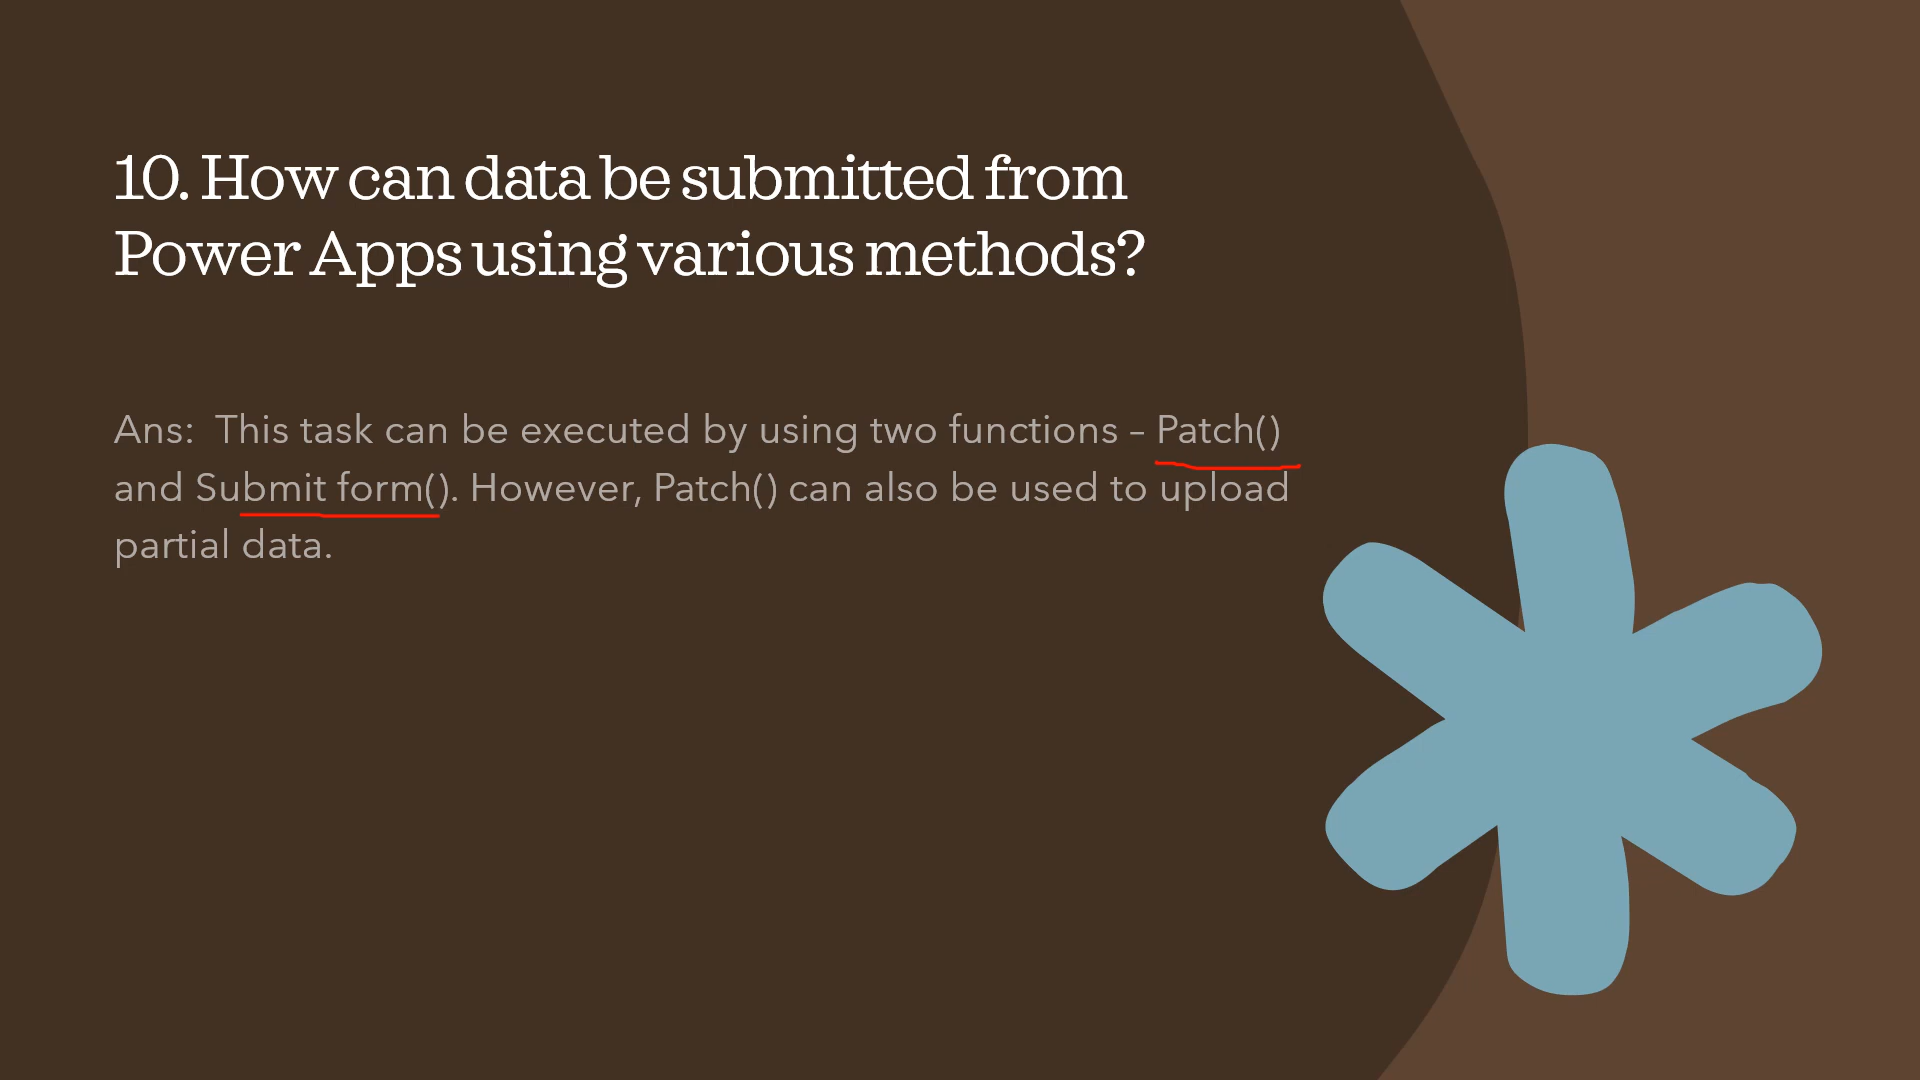 10. How can data be submitted from
Power Apps using various methods?
Ans:  This task can be executed by using two functions – Patch()
and Submit form(). However, Patch() can also be used to upload
partial data.